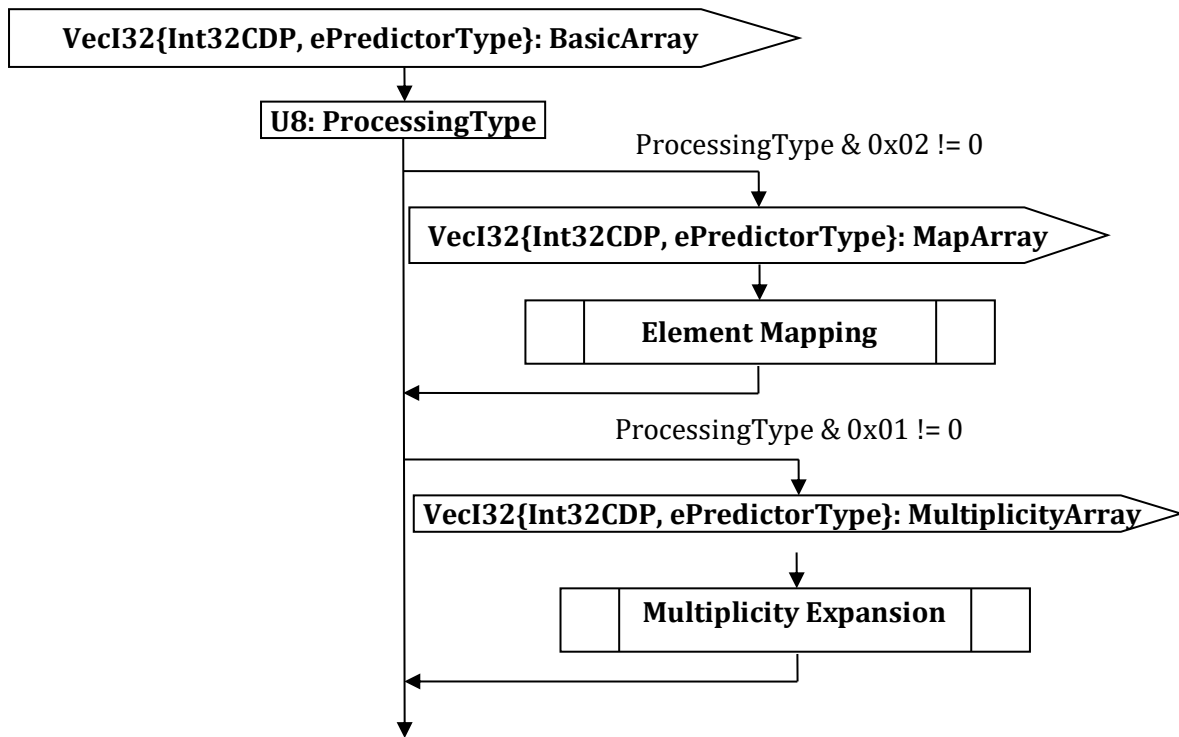 VecI32{Int32CDP, ePredictorType}: BasicArray
U8: ProcessingType
ProcessingType & 0x02 != 0
VecI32{Int32CDP, ePredictorType}: MapArray
Element Mapping
ProcessingType & 0x01 != 0
VecI32{Int32CDP, ePredictorType}: MultiplicityArray
Multiplicity Expansion